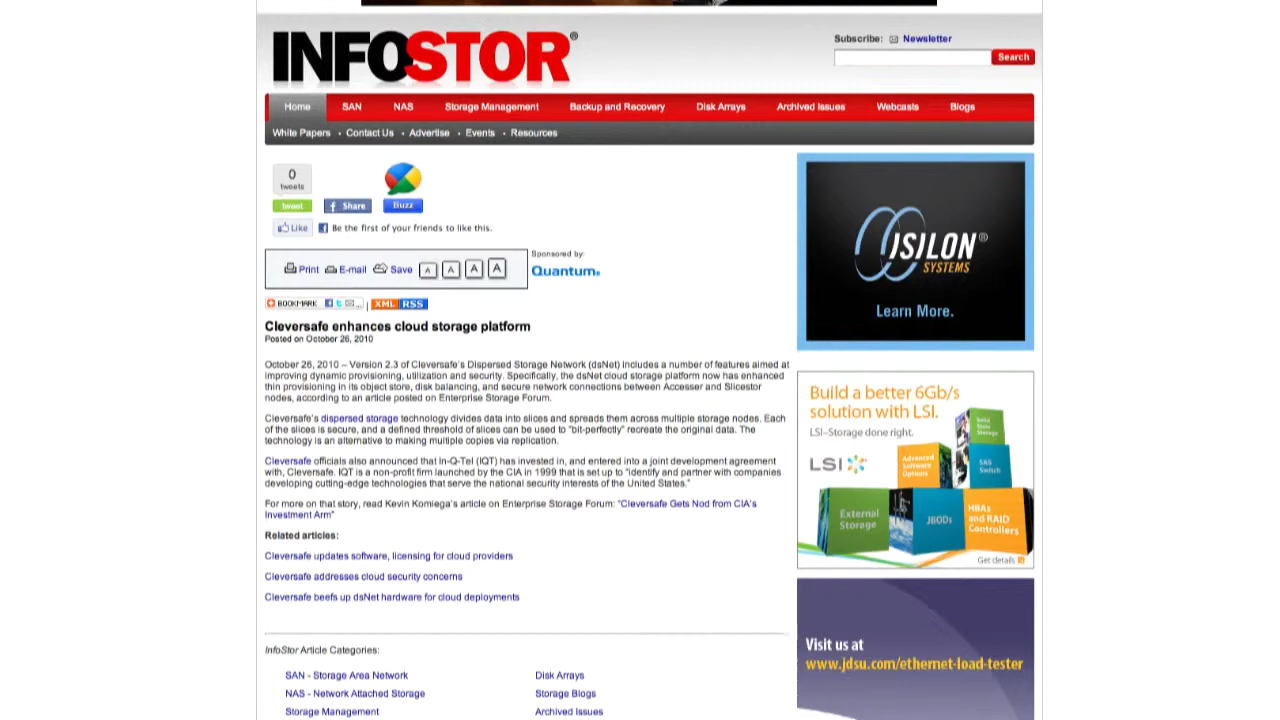 INFOSTOR®
Subscribe: Newsletter
Search
Home SAN NAS Storage Management Backup and Recovery Disk Arrays Archived Issues Webcasts Blogs
White Papers • Contact Us • Advertise • Events • Resources
0
tweets
tweet
Share
Buzz
Like
Be the first of your friends to like this.
Print E-mail Save A A A A
Sponsored by:
Quantum.
BOOKMARK ... | XML RSS
Cleversafe enhances cloud storage platform
Posted on October 26, 2010
October 26, 2010 – Version 2.3 of Cleversafe's Dispersed Storage Network (dsNet) includes a number of features aimed at
improving dynamic provisioning, utilization and security. Specifically, the dsNet cloud storage platform now has enhanced
thin provisioning in its object store, disk balancing, and secure network connections between Accesser and Slicestor
nodes, according to an article posted on Enterprise Storage Forum.
Cleversafe's dispersed storage technology divides data into slices and spreads them across multiple storage nodes. Each
of the slices is secure, and a defined threshold of slices can be used to "bit-perfectly" recreate the original data. The
technology is an alternative to making multiple copies via replication.
Cleversafe officials also announced that In-Q-Tel (IQT) has invested in, and entered into a joint development agreement
with, Cleversafe. IQT is a non-profit firm launched by the CIA in 1999 that is set up to "identify and partner with companies
developing cutting-edge technologies that serve the national security interests of the United States."
For more on that story, read Kevin Komiega's article on Enterprise Storage Forum: "Cleversafe Gets Nod from CIA's
Investment Arm"
Related articles:
Cleversafe updates software, licensing for cloud providers
Cleversafe addresses cloud security concerns
Cleversafe beefs up dsNet hardware for cloud deployments
InfoStor Article Categories:
SAN - Storage Area Network
NAS - Network Attached Storage
Storage Management
Disk Arrays
Storage Blogs
Archived Issues
ISILON®
SYSTEMS
Learn More.
Build a better 6Gb/s
solution with LSI.
LSI–Storage done right.
LSI
Solid
State
Storage
Advanced
Software
Options
SAS
Switch
External
Storage
JBODs
HBAs
and RAID
Controllers
Get details
Visit us at
www.jdsu.com/ethernet-load-tester